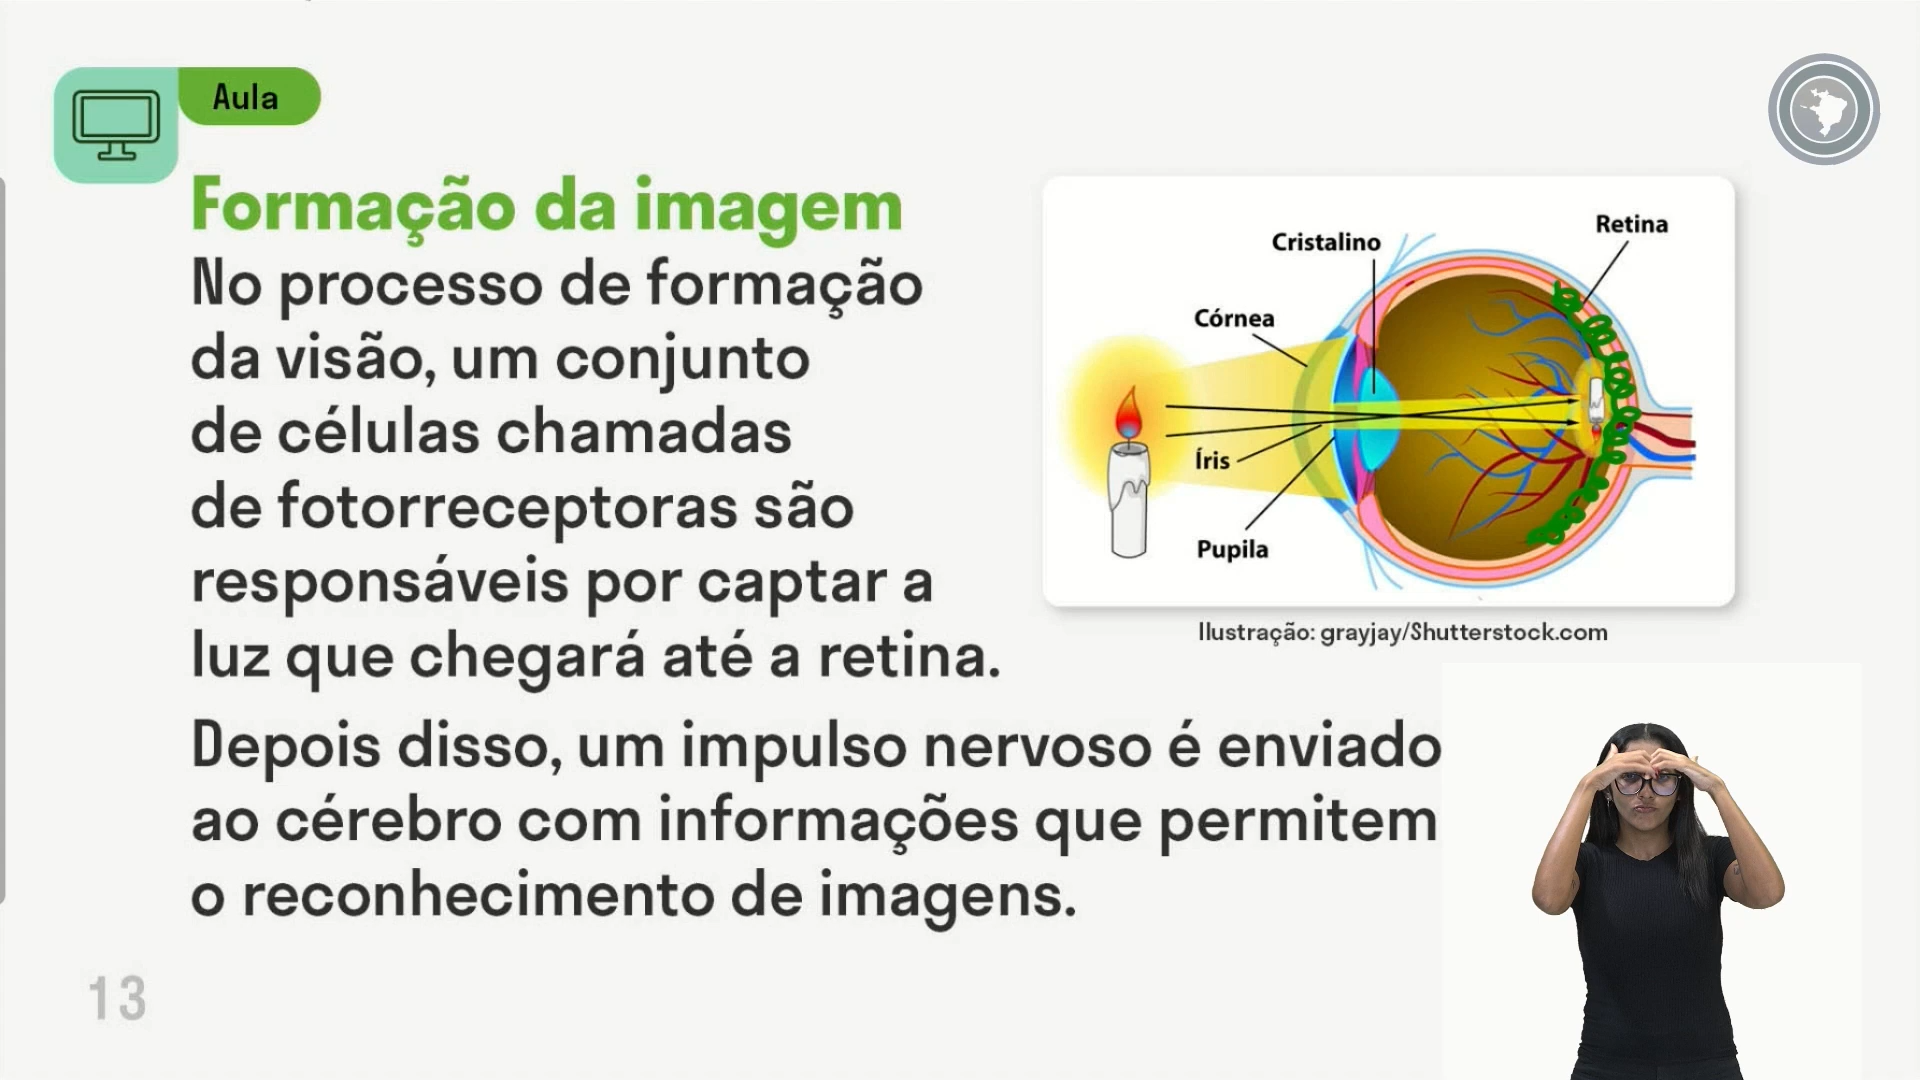 Aula
Formação da imagem
No processo de formação
da visão, um conjunto
de células chamadas
de fotorreceptoras são
responsáveis por captar a
luz que chegará até a retina.
Depois disso, um impulso nervoso é enviado
ao cérebro com informações que permitem
o reconhecimento de imagens.
Retina
Cristalino
Córnea
Íris
Pupila
Ilustração: grayjay/Shutterstock.com
13